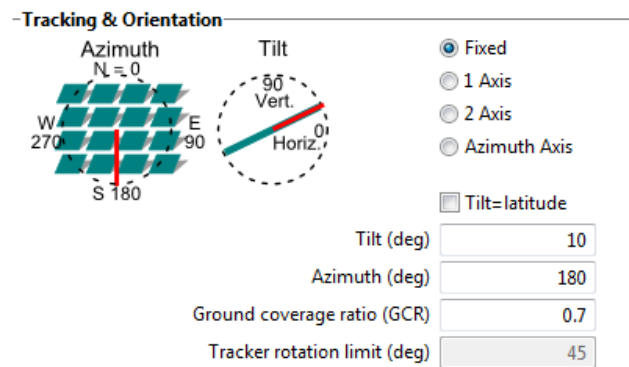 Tracking & Orientation
Azimuth
N = 0
W
270
E
90
S 180
Tilt
90
Vert.
0
Horiz.
Fixed
1 Axis
2 Axis
Azimuth Axis
Tilt=latitude
Tilt (deg) 10
Azimuth (deg) 180
Ground coverage ratio (GCR) 0.7
Tracker rotation limit (deg) 45